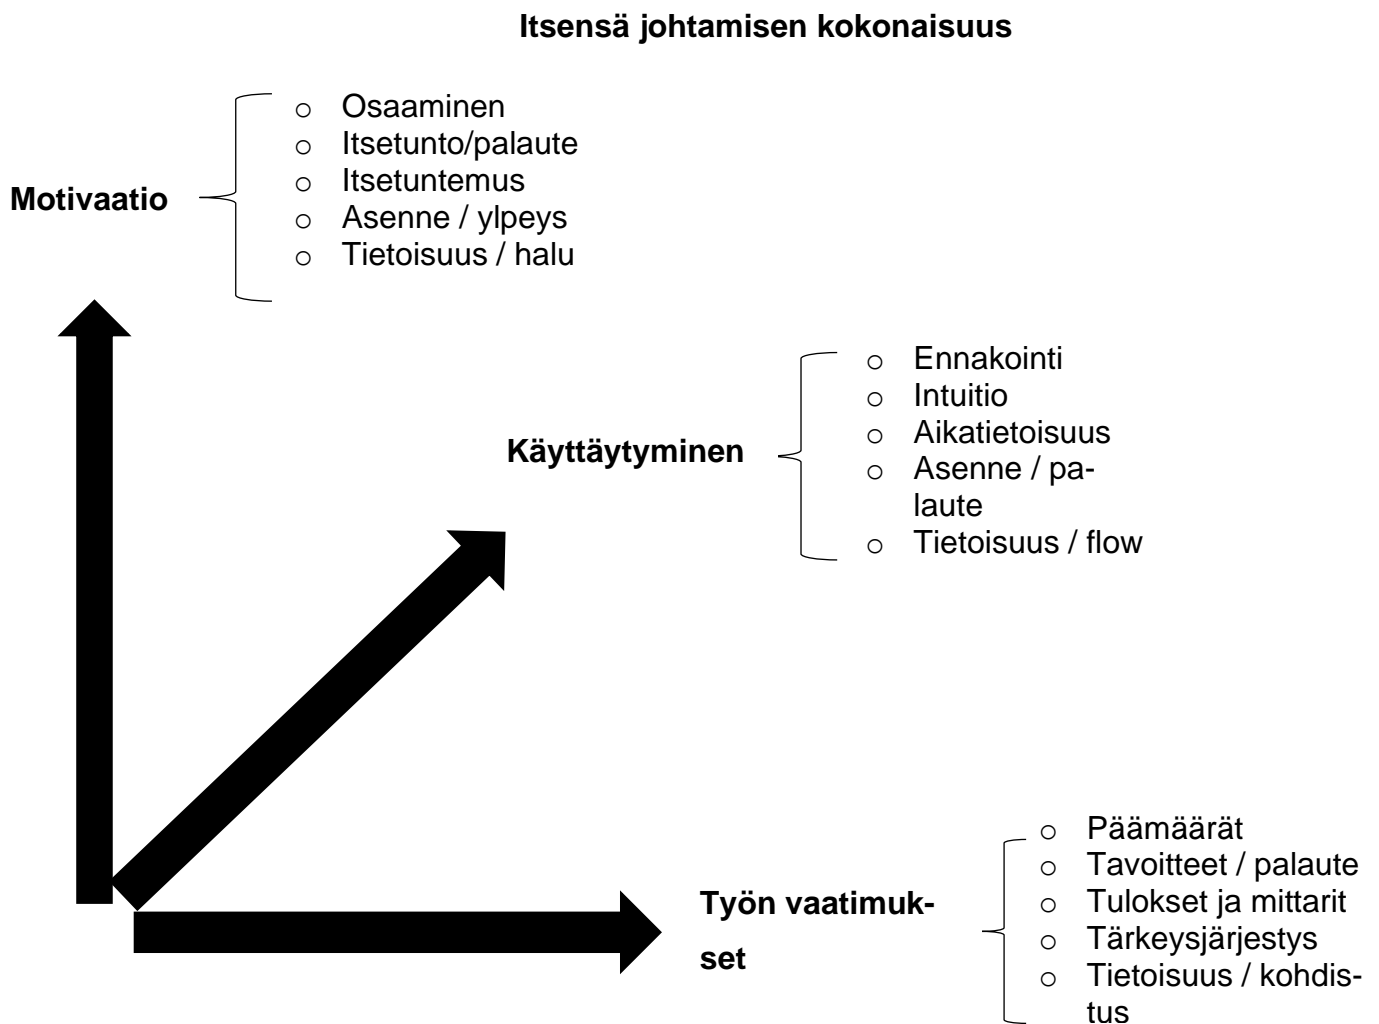 Itsensä johtamisen kokonaisuus
Motivaatio
o Osaaminen
o Itsetunto/palaute
o Itsetuntemus
o Asenne / ylpeys
o Tietoisuus / halu
Käyttäytyminen
o Ennakointi
o Intuitio
o Aikatietoisuus
o Asenne / pa-
laute
o Tietoisuus / flow
Työn vaatimuk-
set
o Päämäärät
o Tavoitteet / palaute
o Tulokset ja mittarit
o Tärkeysjärjestys
o Tietoisuus / kohdis-
tus